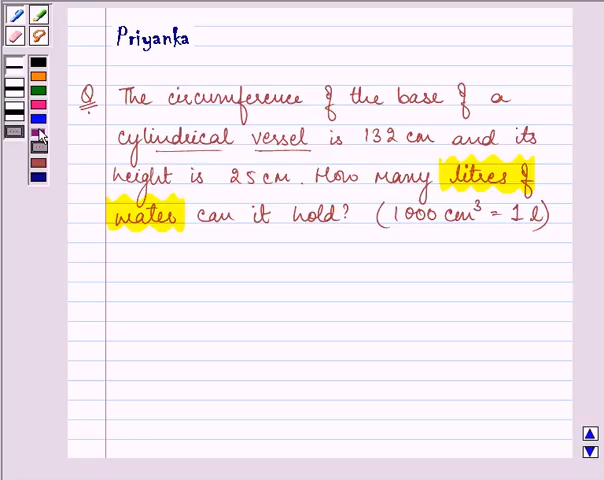 Priyanka
Q The circumference of the base of a
cylindrical vessel is 132 cm and its
height is 25 cm. How many litres of
water can it hold? (1000 cm³ = 1 l)